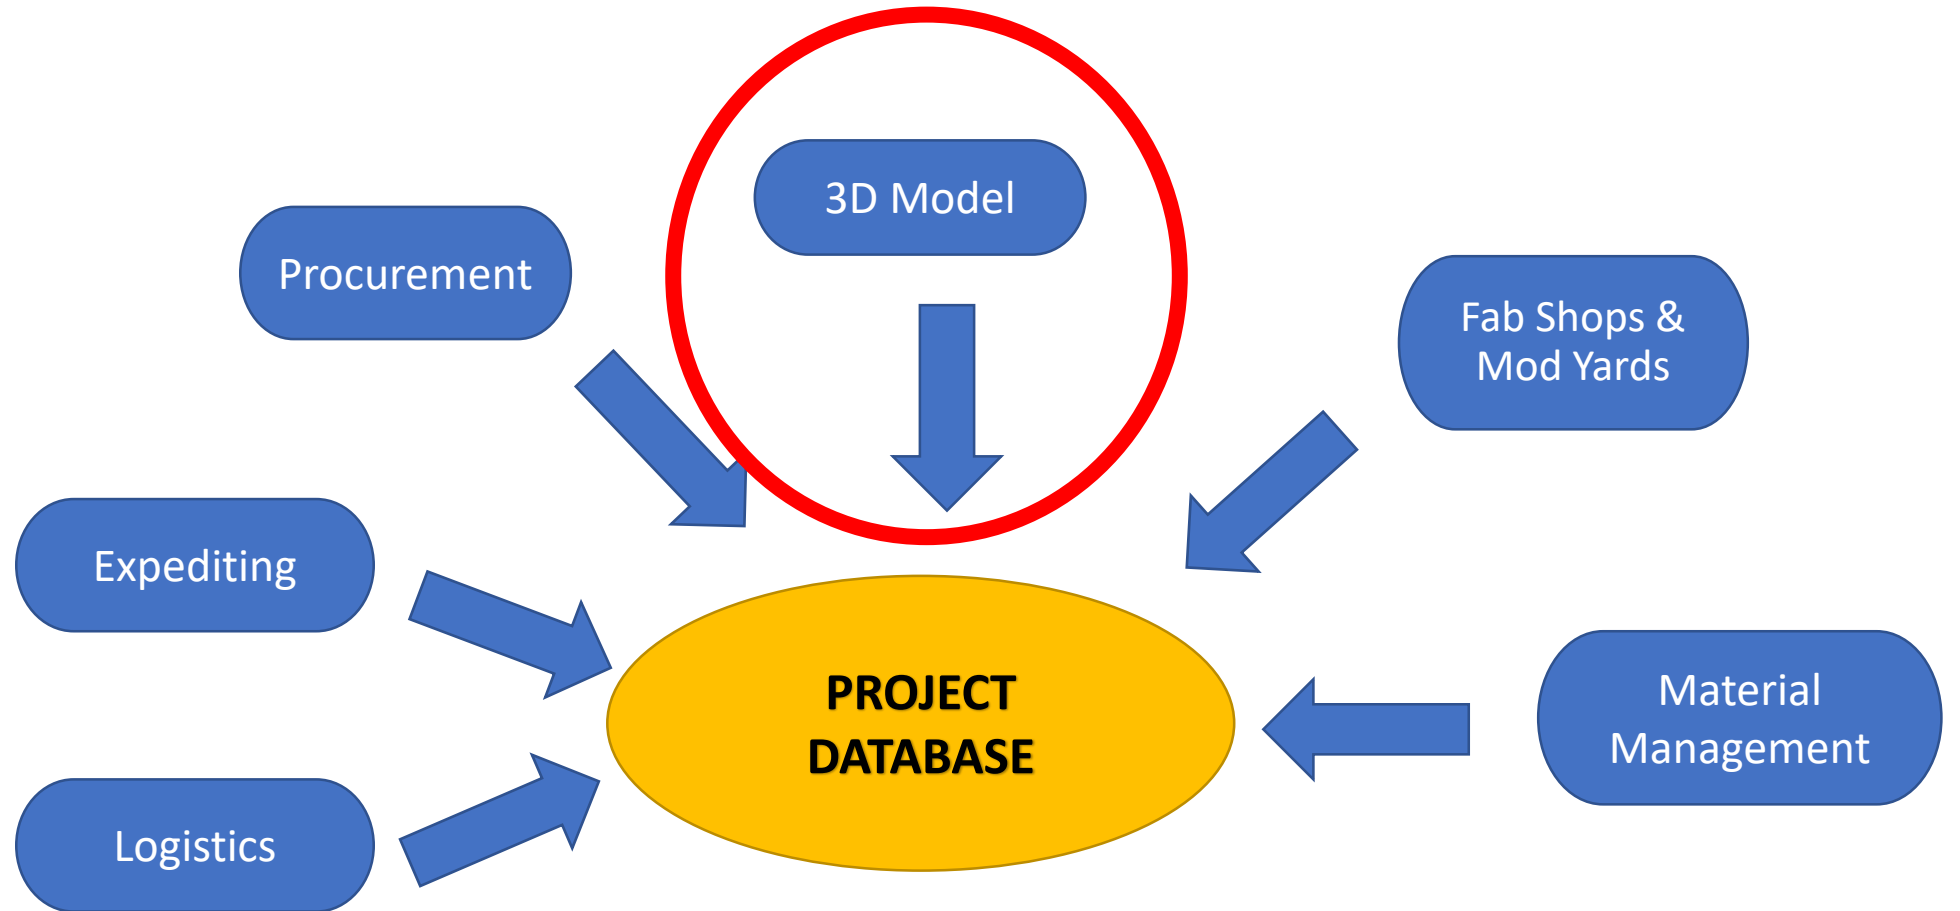 3D Model
Procurement
Fab Shops &
Mod Yards
Expediting
PROJECT
DATABASE
Material
Management
Logistics